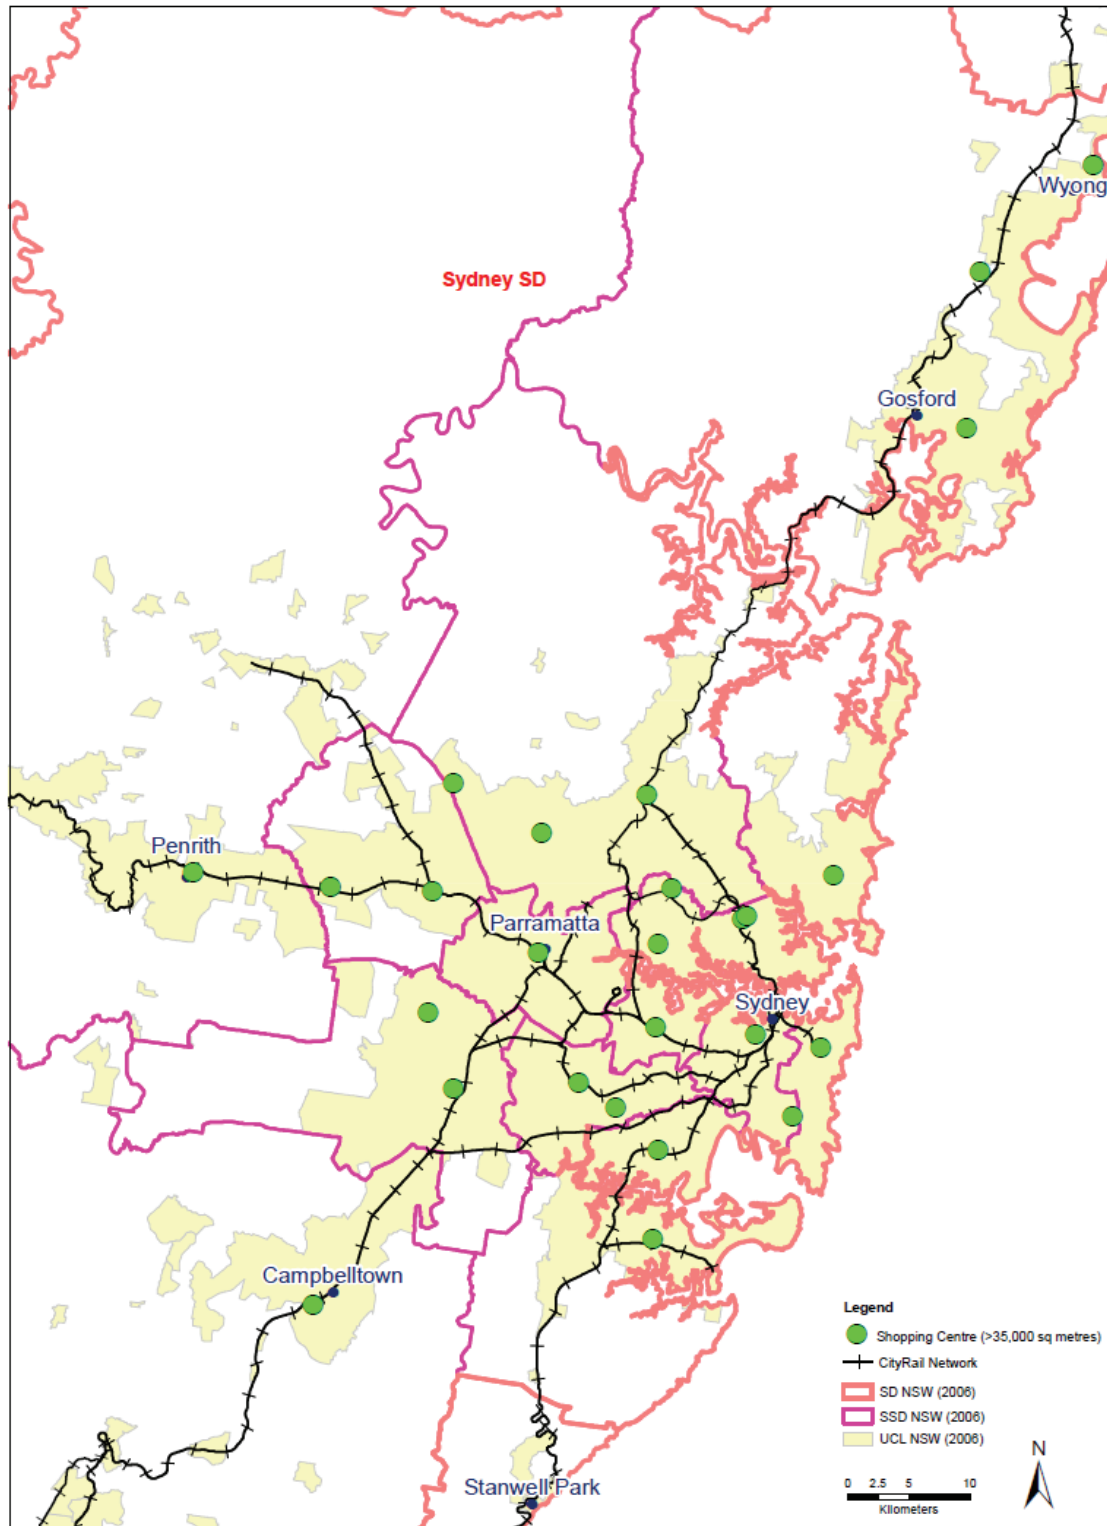 Wyong
Sydney SD
Gosford
Penrith
Parramatta
Sydney
Campbelltown
Stanwell Park
Legend
Shopping Centre (>35,000 sq metres)
CityRail Network
SD NSW (2006)
SSD NSW (2006)
UCL NSW (2006)
N
0 2.5 5 10
Kilometers